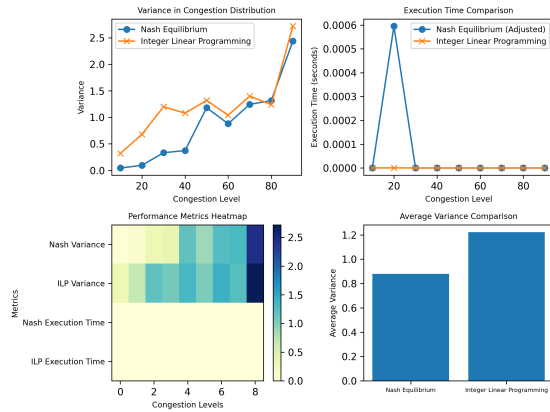 Variance in Congestion Distribution
Nash Equilibrium
Integer Linear Programming
Variance
2.5
2.0
1.5
1.0
0.5
0.0
20
40
60
80
Congestion Level
Execution Time Comparison
Nash Equilibrium (Adjusted)
Integer Linear Programming
Execution Time (seconds)
0.0006
0.0005
0.0004
0.0003
0.0002
0.0001
0.0000
20
40
60
80
Congestion Level
Performance Metrics Heatmap
Metrics
Nash Variance
ILP Variance
Nash Execution Time
ILP Execution Time
0
2
4
6
8
Congestion Levels
2.5
2.0
1.5
1.0
0.5
0.0
Average Variance Comparison
Average Variance
1.2
1.0
0.8
0.6
0.4
0.2
0.0
Nash Equilibrium
Integer Linear Programming